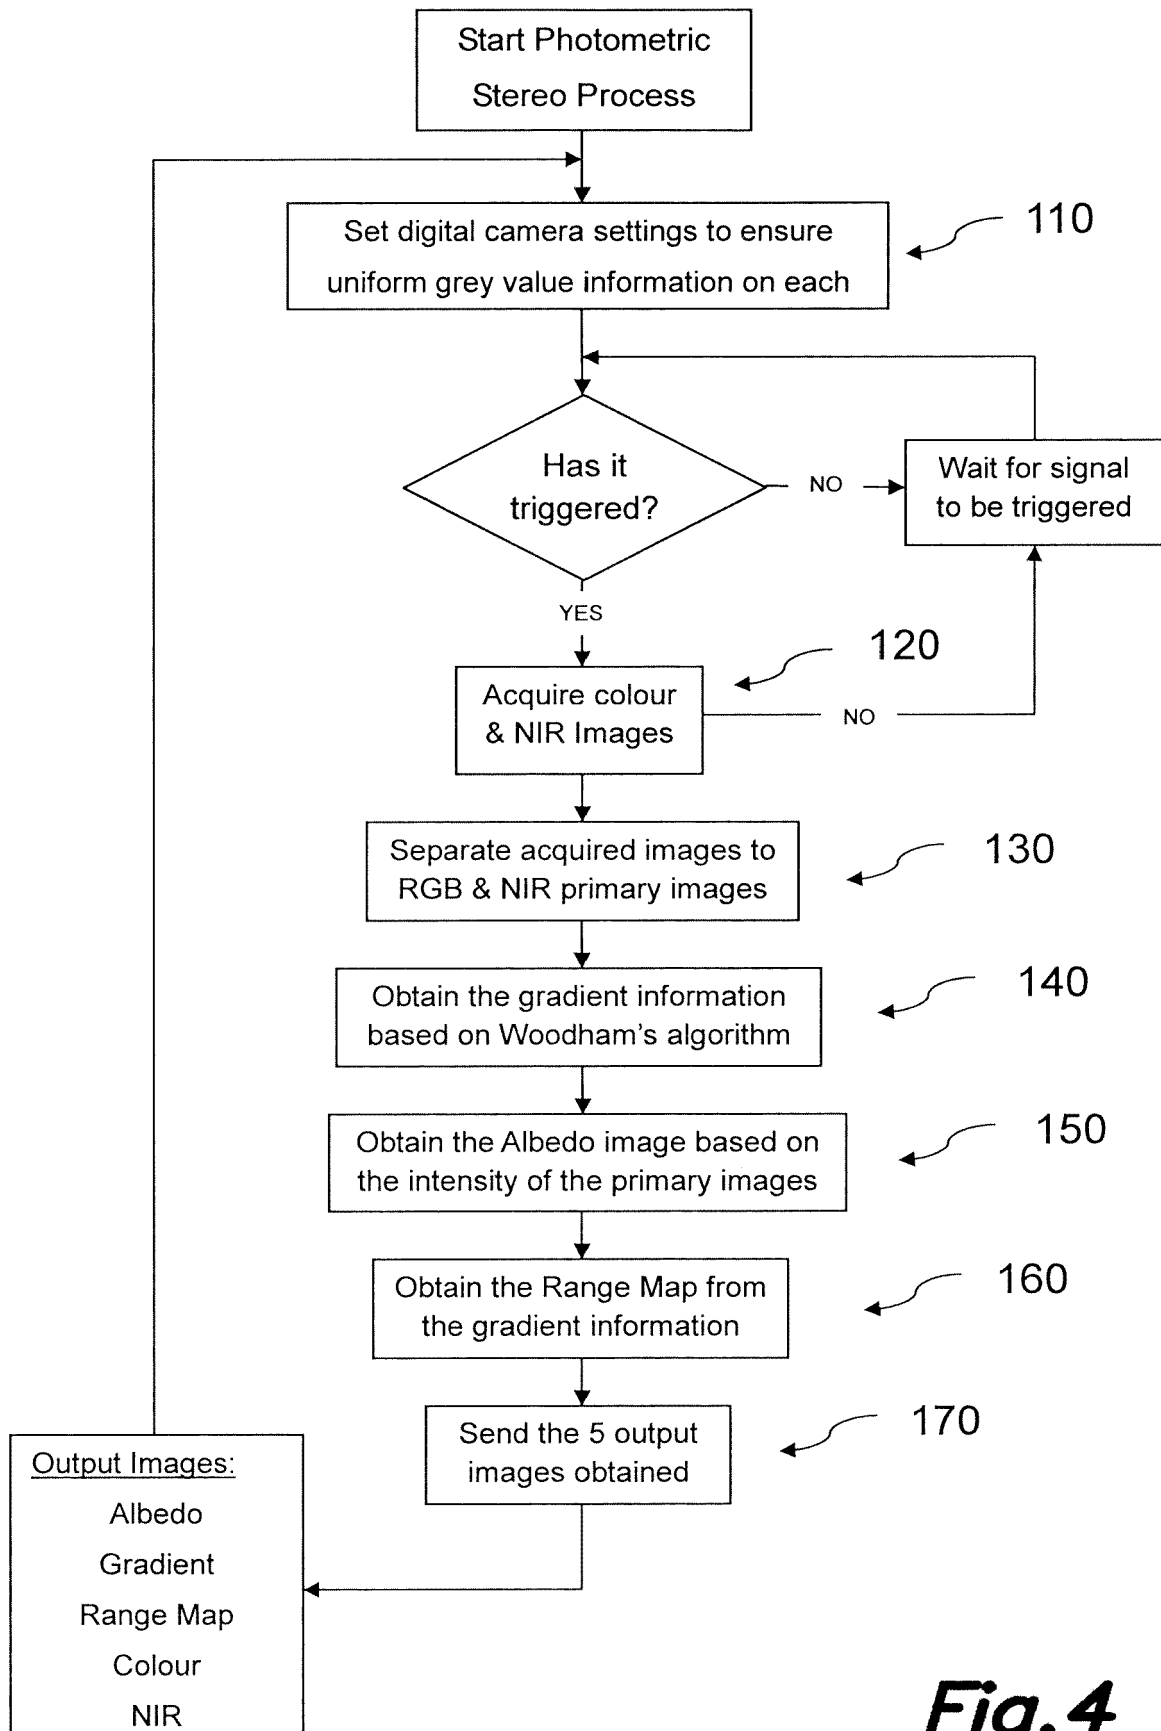 Start Photometric
Stereo Process
Set digital camera settings to ensure
uniform grey value information on each
110
Has it
triggered?
NO
Wait for signal
to be triggered
YES
120
Acquire colour
& NIR Images
NO
Separate acquired images to
RGB & NIR primary images
130
Obtain the gradient information
based on Woodham's algorithm
140
Obtain the Albedo image based on
the intensity of the primary images
150
Obtain the Range Map from
the gradient information
160
Send the 5 output
images obtained
170
Output Images:
Albedo
Gradient
Range Map
Colour
NIR
Fig.4